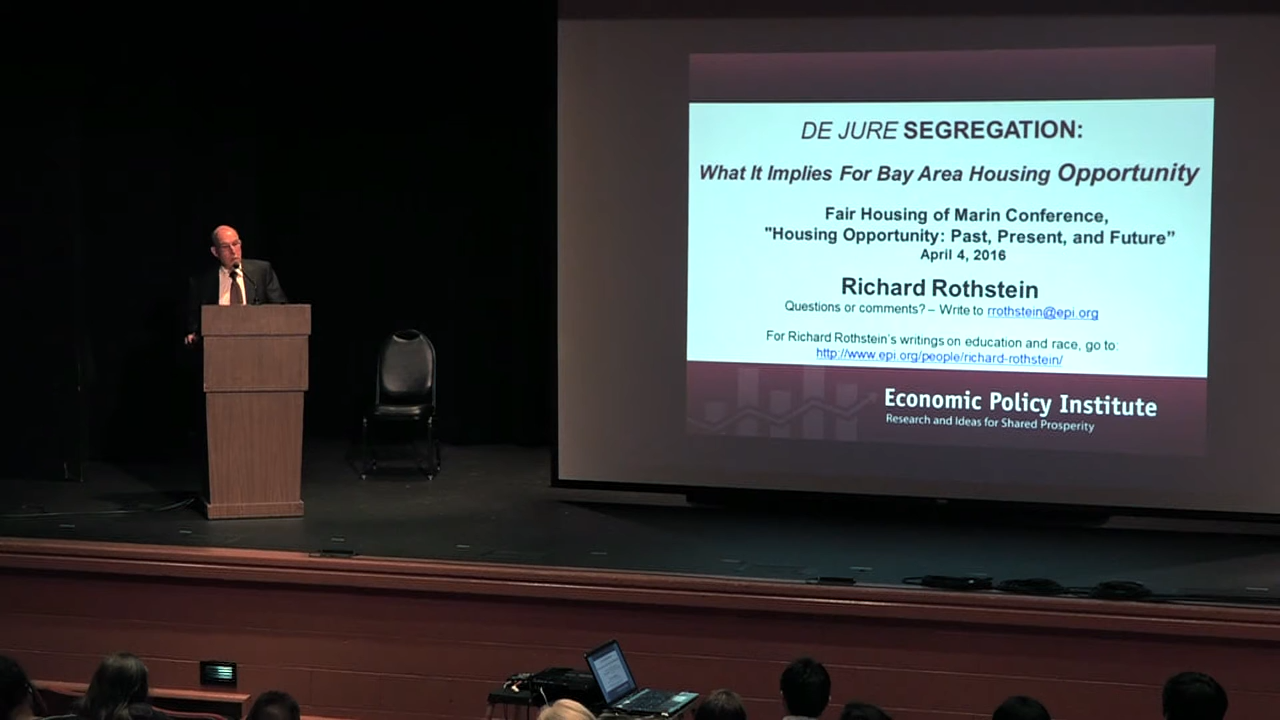 DE JURE SEGREGATION:
What It Implies For Bay Area Housing Opportunity
Fair Housing of Marin Conference,
"Housing Opportunity: Past, Present, and Future”
April 4, 2016
Richard Rothstein
Questions or comments? – Write to rrothstein@epi.org
For Richard Rothstein's writings on education and race, go to:
http://www.epi.org/people/richard-rothstein/
Economic Policy Institute
Research and Ideas for Shared Prosperity